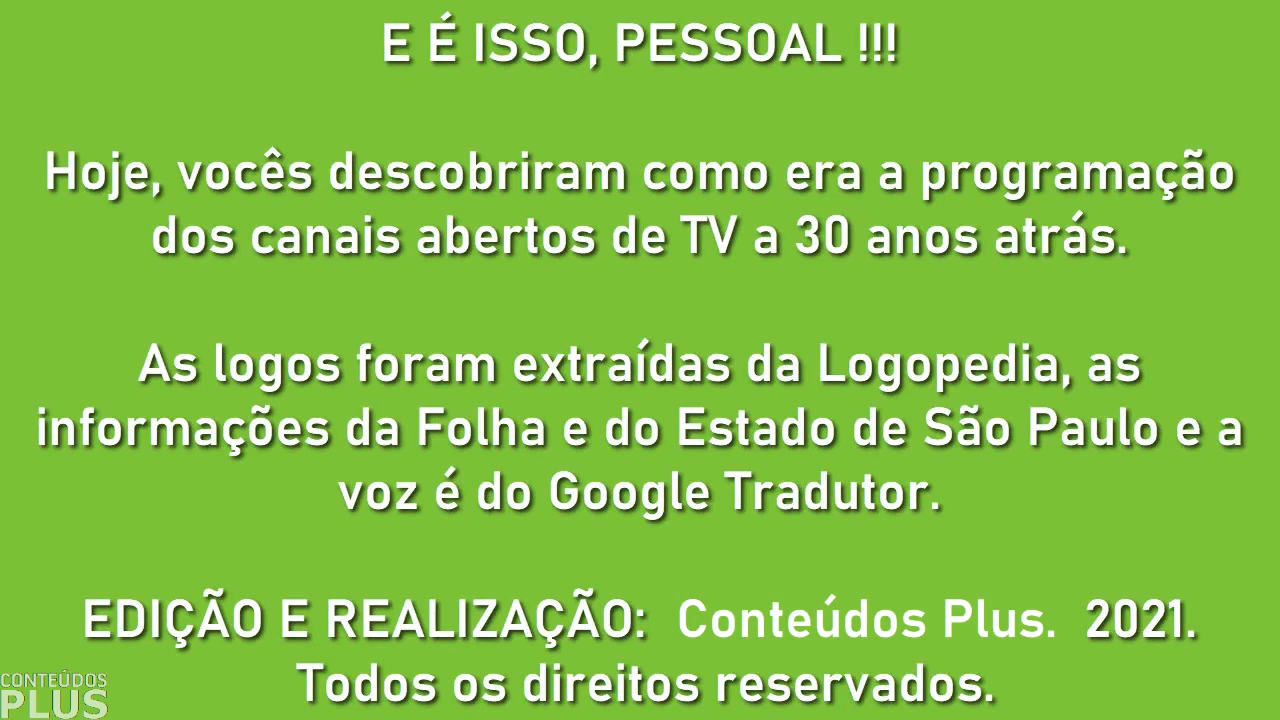 E É ISSO, PESSOAL !!!
Hoje, vocês descobriram como era a programação
dos canais abertos de TV a 30 anos atrás.
As logos foram extraídas da Logopedia, as
informações da Folha e do Estado de São Paulo e a
voz é do Google Tradutor.
EDIÇÃO E REALIZAÇÃO: Conteúdos Plus. 2021.
Todos os direitos reservados.
CONTEÚDOS
PLUS